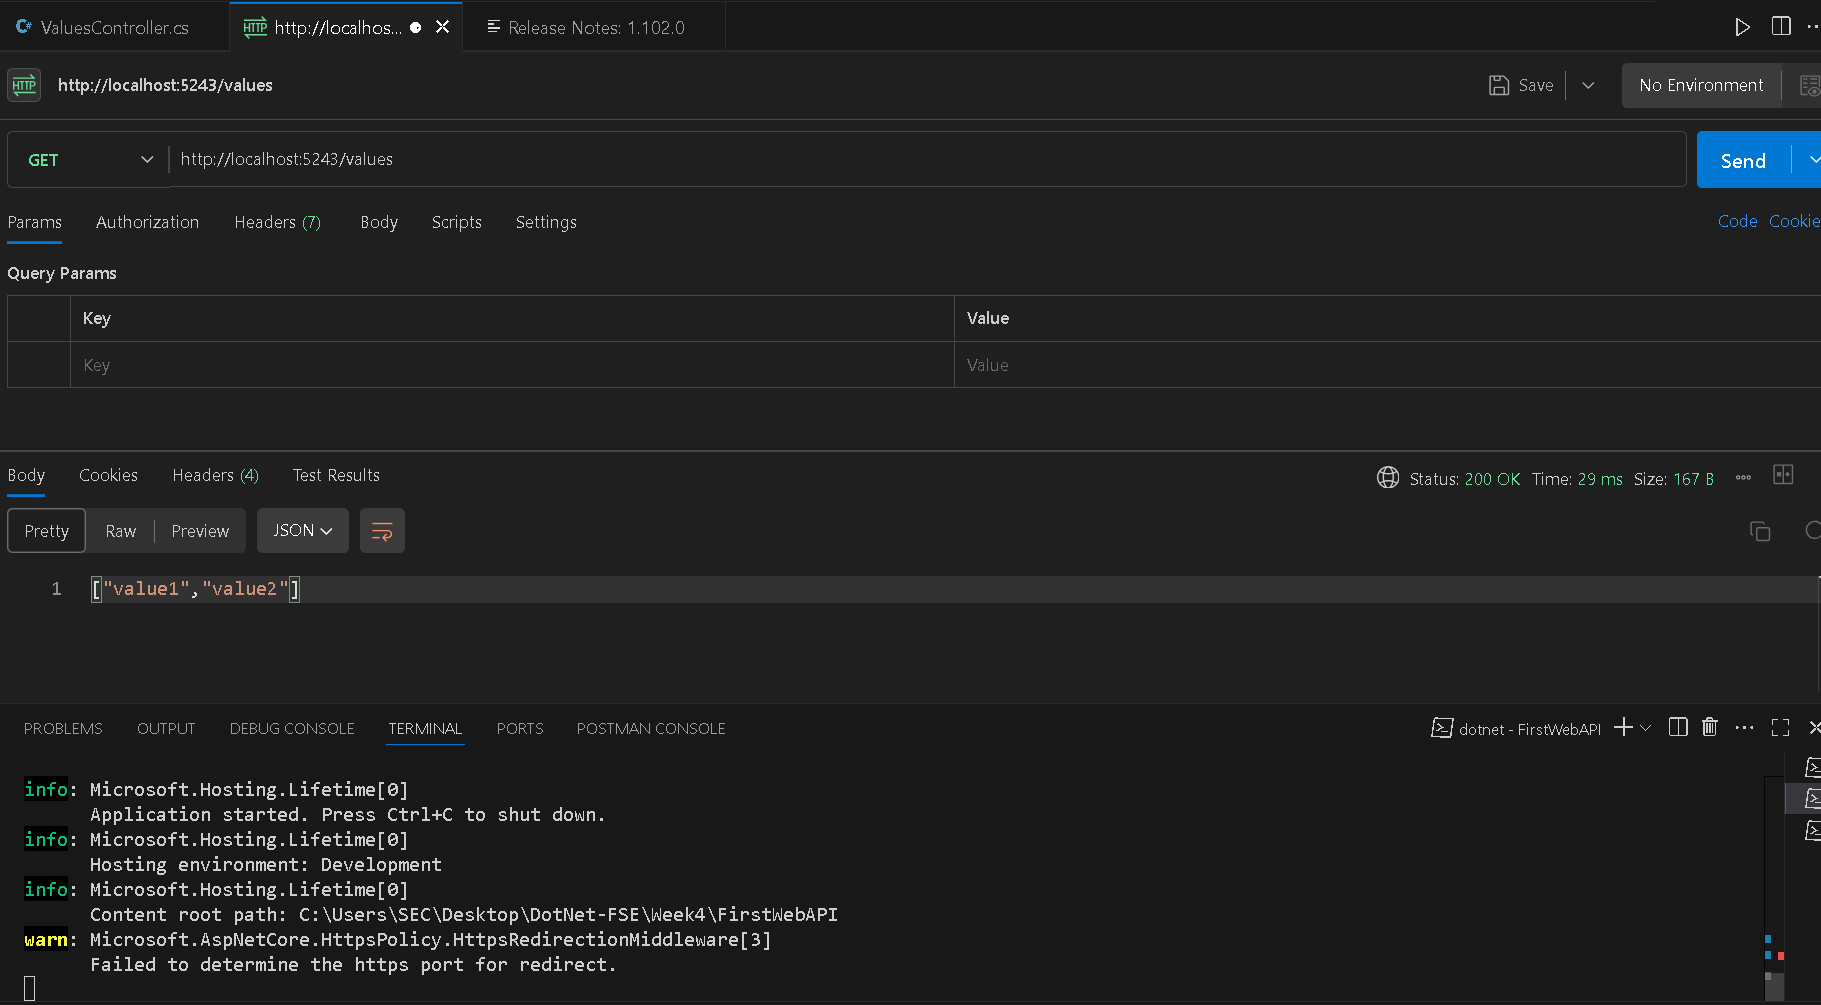 ValuesController.cs HTTP http://localhos... Release Notes: 1.102.0
HTTP http://localhost:5243/values Save No Environment
GET http://localhost:5243/values Send
Params Authorization Headers (7) Body Scripts Settings Code Cookie
Query Params
Key Value
Key Value
Body Cookies Headers (4) Test Results Status: 200 OK Time: 29 ms Size: 167 B
Pretty Raw Preview JSON
1 ["value1","value2"]
PROBLEMS OUTPUT DEBUG CONSOLE TERMINAL PORTS POSTMAN CONSOLE dotnet - FirstWebAPI
info: Microsoft.Hosting.Lifetime[0]
Application started. Press Ctrl+C to shut down.
info: Microsoft.Hosting.Lifetime[0]
Hosting environment: Development
info: Microsoft.Hosting.Lifetime[0]
Content root path: C:\Users\SEC\Desktop\DotNet-FSE\Week4\FirstWebAPI
warn: Microsoft.AspNetCore.HttpsPolicy.HttpsRedirectionMiddleware[3]
Failed to determine the https port for redirect.